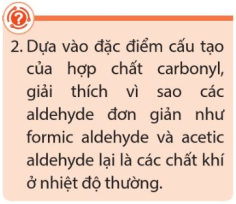 2. Dựa vào đặc điểm cấu tạo
của hợp chất carbonyl,
giải thích vì sao các
aldehyde đơn giản như
formic aldehyde và acetic
aldehyde lại là các chất khí
ở nhiệt độ thường.